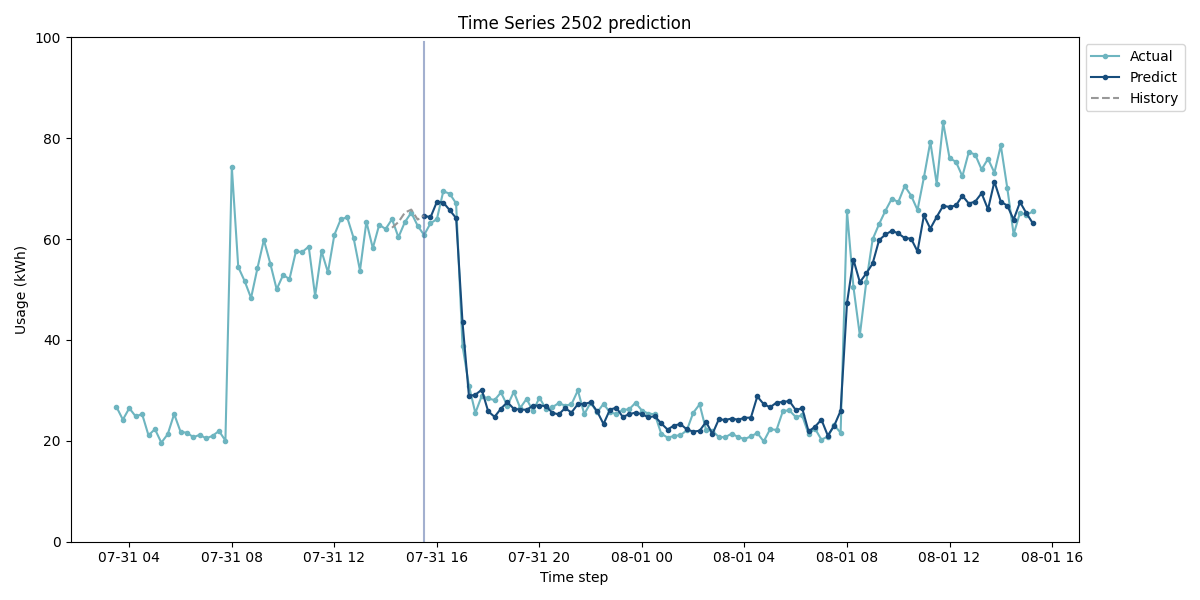 Time Series 2502 prediction
100
80
60
40
20
0
Usage (kWh)
07-31 04
07-31 08
07-31 12
07-31 16
07-31 20
08-01 00
08-01 04
08-01 08
08-01 12
08-01 16
Time step
Actual
Predict
History